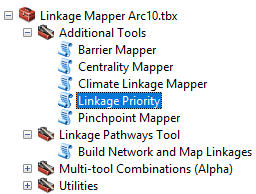 Linkage Mapper Arc10.tbx
Additional Tools
Barrier Mapper
Centrality Mapper
Climate Linkage Mapper
Linkage Priority
Pinchpoint Mapper
Linkage Pathways Tool
Build Network and Map Linkages
Multi-tool Combinations (Alpha)
Utilities